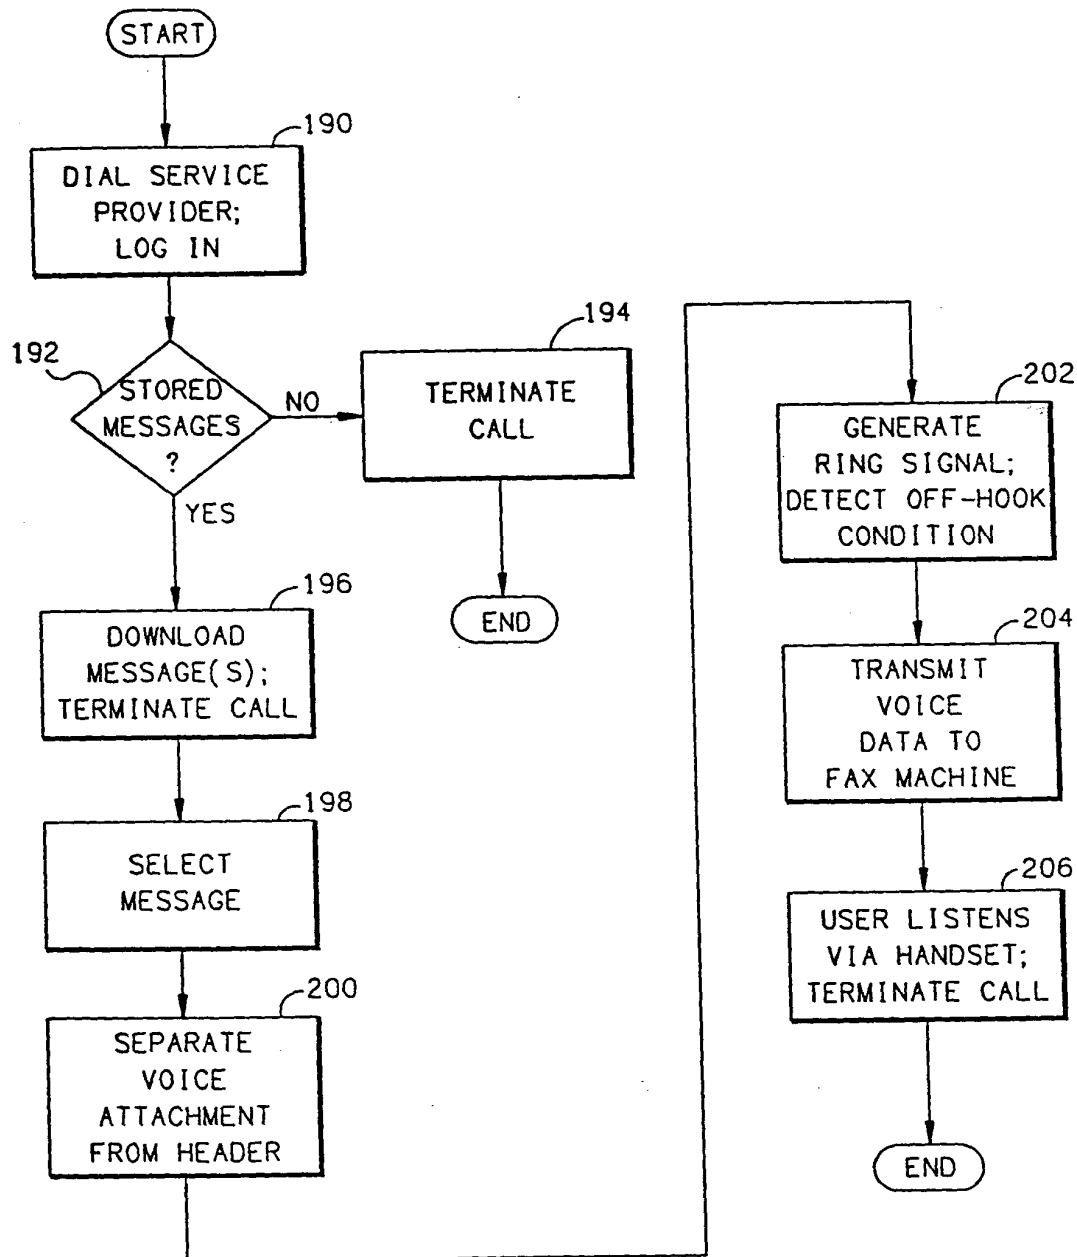 START
190
DIAL SERVICE
PROVIDER;
LOG IN
192
STORED
MESSAGES
?
NO
YES
194
TERMINATE
CALL
END
196
DOWNLOAD
MESSAGE(S);
TERMINATE CALL
198
SELECT
MESSAGE
200
SEPARATE
VOICE
ATTACHMENT
FROM HEADER
202
GENERATE
RING SIGNAL;
DETECT OFF-HOOK
CONDITION
204
TRANSMIT
VOICE
DATA TO
FAX MACHINE
206
USER LISTENS
VIA HANDSET;
TERMINATE CALL
END